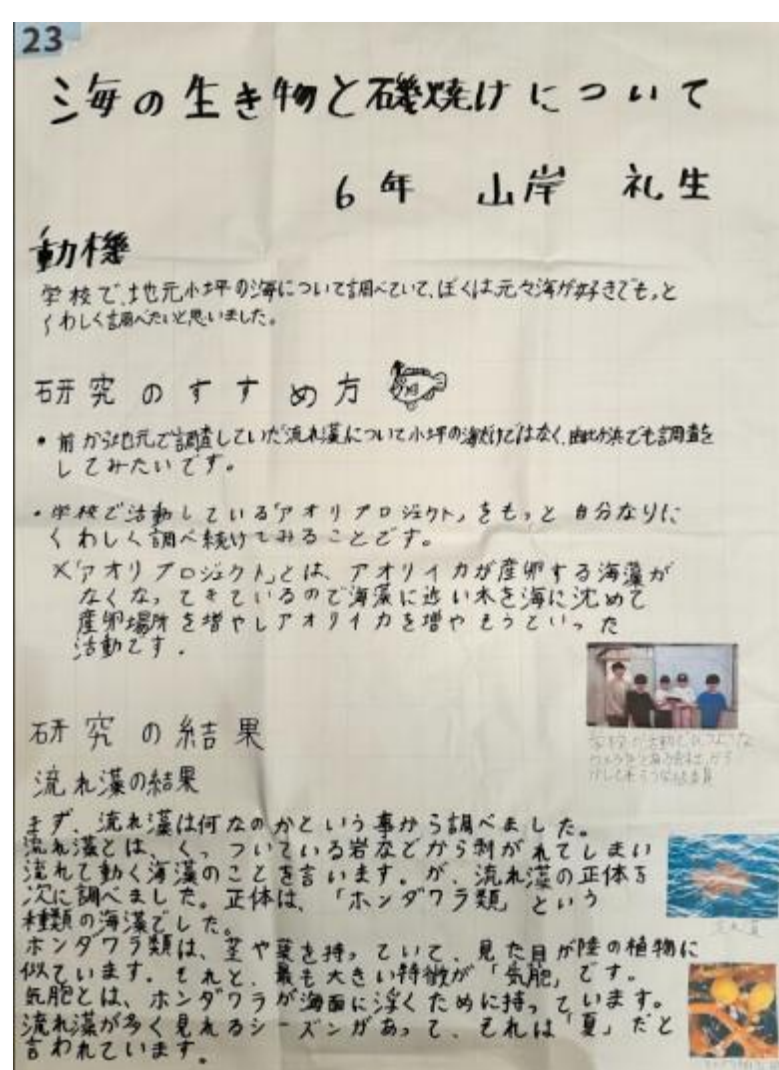 23
海の生き物と磯焼けについて
6年 山岸 礼生
動機
学校で、地元小坪の海について調べていて、ぼくは元々海が好きでもっと
くわしく調べたいと思いました。
研究のすすめ方
・前から地元で調査していた流れ藻について小坪の海だけではなく、由比が浜でも調査を
してみたいです。
・学校で活動している「アオリプロジェクト」をもっと自分なりに
くわしく調べ続けてみることです。
※「アオリプロジェクト」とは、アオリイカが産卵する海藻が
なくなってきているので海藻に近い木を海に沈めて
産卵場所を増やしアオリイカを増やそうといった
活動です。
研究の結果
流れ藻の結果
まず、流れ藻は何なのかという事から調べました。
流れ藻とは、くっついている岩などから剥がれてしまい
流れて動く海藻のことを言います。が、流れ藻の正体を
次に調べました。正体は、「ホンダワラ類」という
種類の海藻でした。
ホンダワラ類は、茎や葉を持っていて、見た目が陸の植物に
似ています。それと、最も大きい特徴が「気胞」です。
気胞とは、ホンダワラが海面に浮くために持っています。
流れ藻が多く見れるシーズンがあって、それは「夏」だと
言われています。
流れ藻